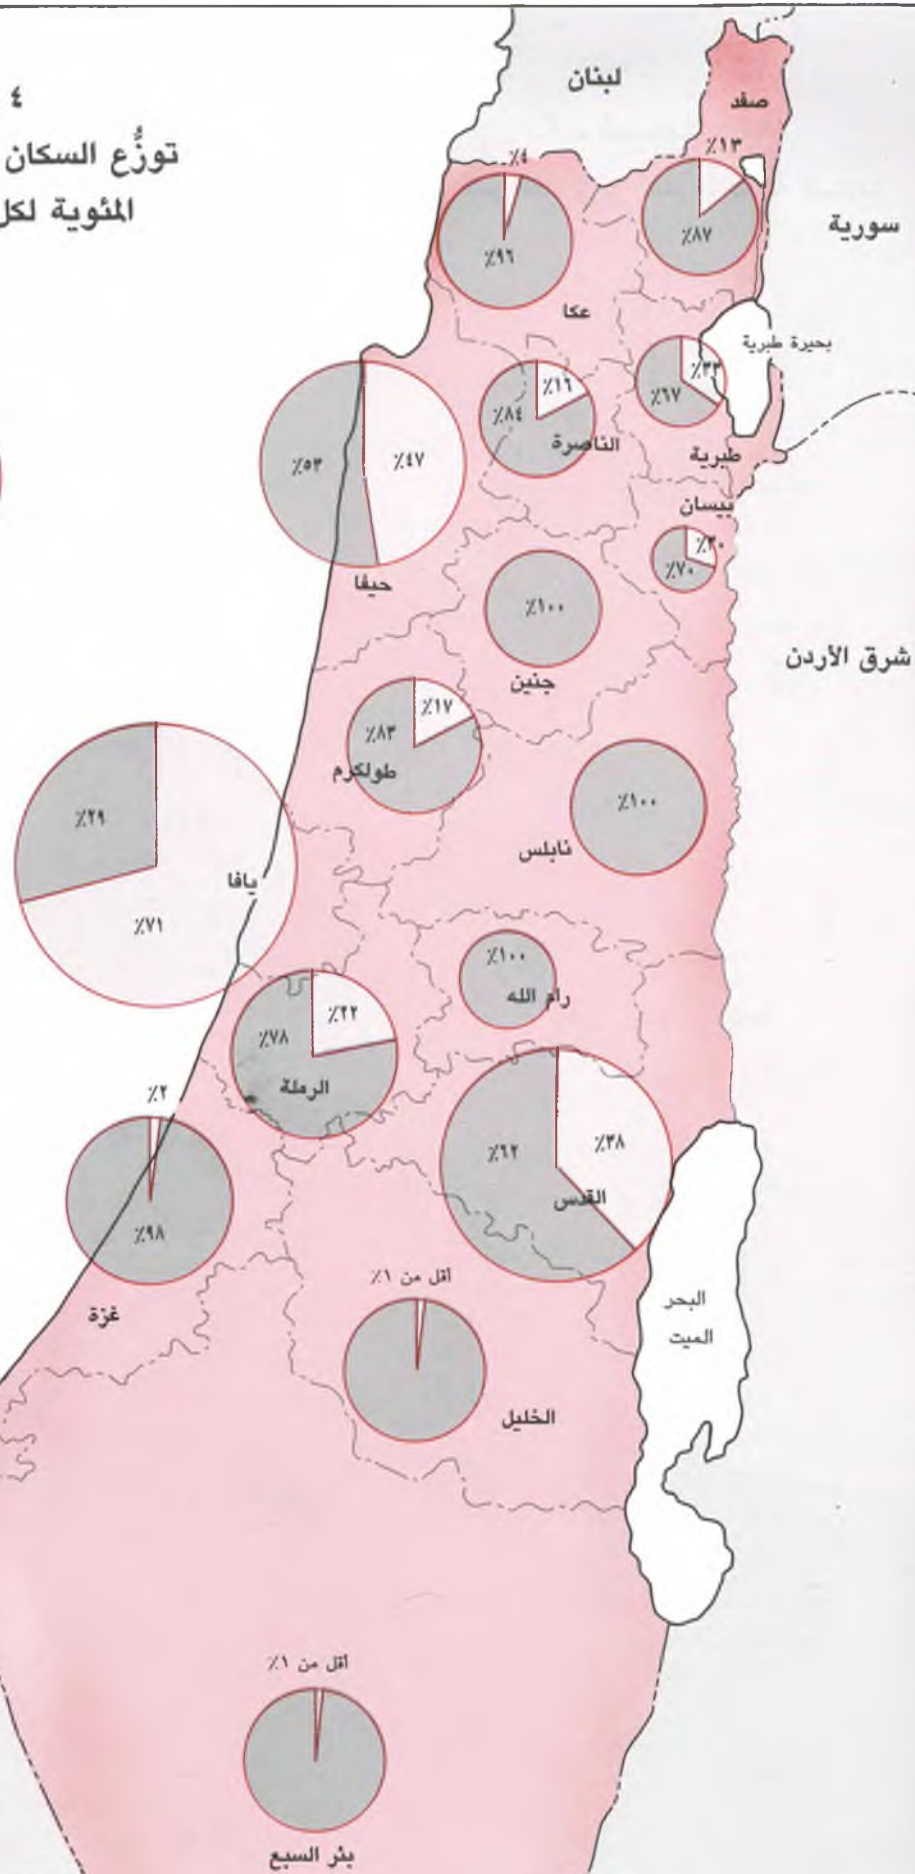 ٤
توزُّع السكان
المئوية لكل
لبنان
صفد
٪١٣
٪٨٧
سورية
٪٤
٪٩٦
عكا
بحيرة طبرية
٪٣٣
٪٦٧
طبرية
٪١٦
٪٨٤
الناصرة
٪٤٧
٪٥٣
حيفا
بيسان
٪٣٠
٪٧٠
٪١٠٠
جنين
شرق الأردن
٪١٧
٪٨٣
طولكرم
٪١٠٠
نابلس
٪٢٩
يافا
٪٧١
٪١٠٠
رام الله
٪٢٢
٪٧٨
الرملة
٪٣٨
٪٦٢
القدس
٪٢
٪٩٨
غزة
أقل من ١٪
الخليل
البحر
الميت
أقل من ١٪
بئر السبع